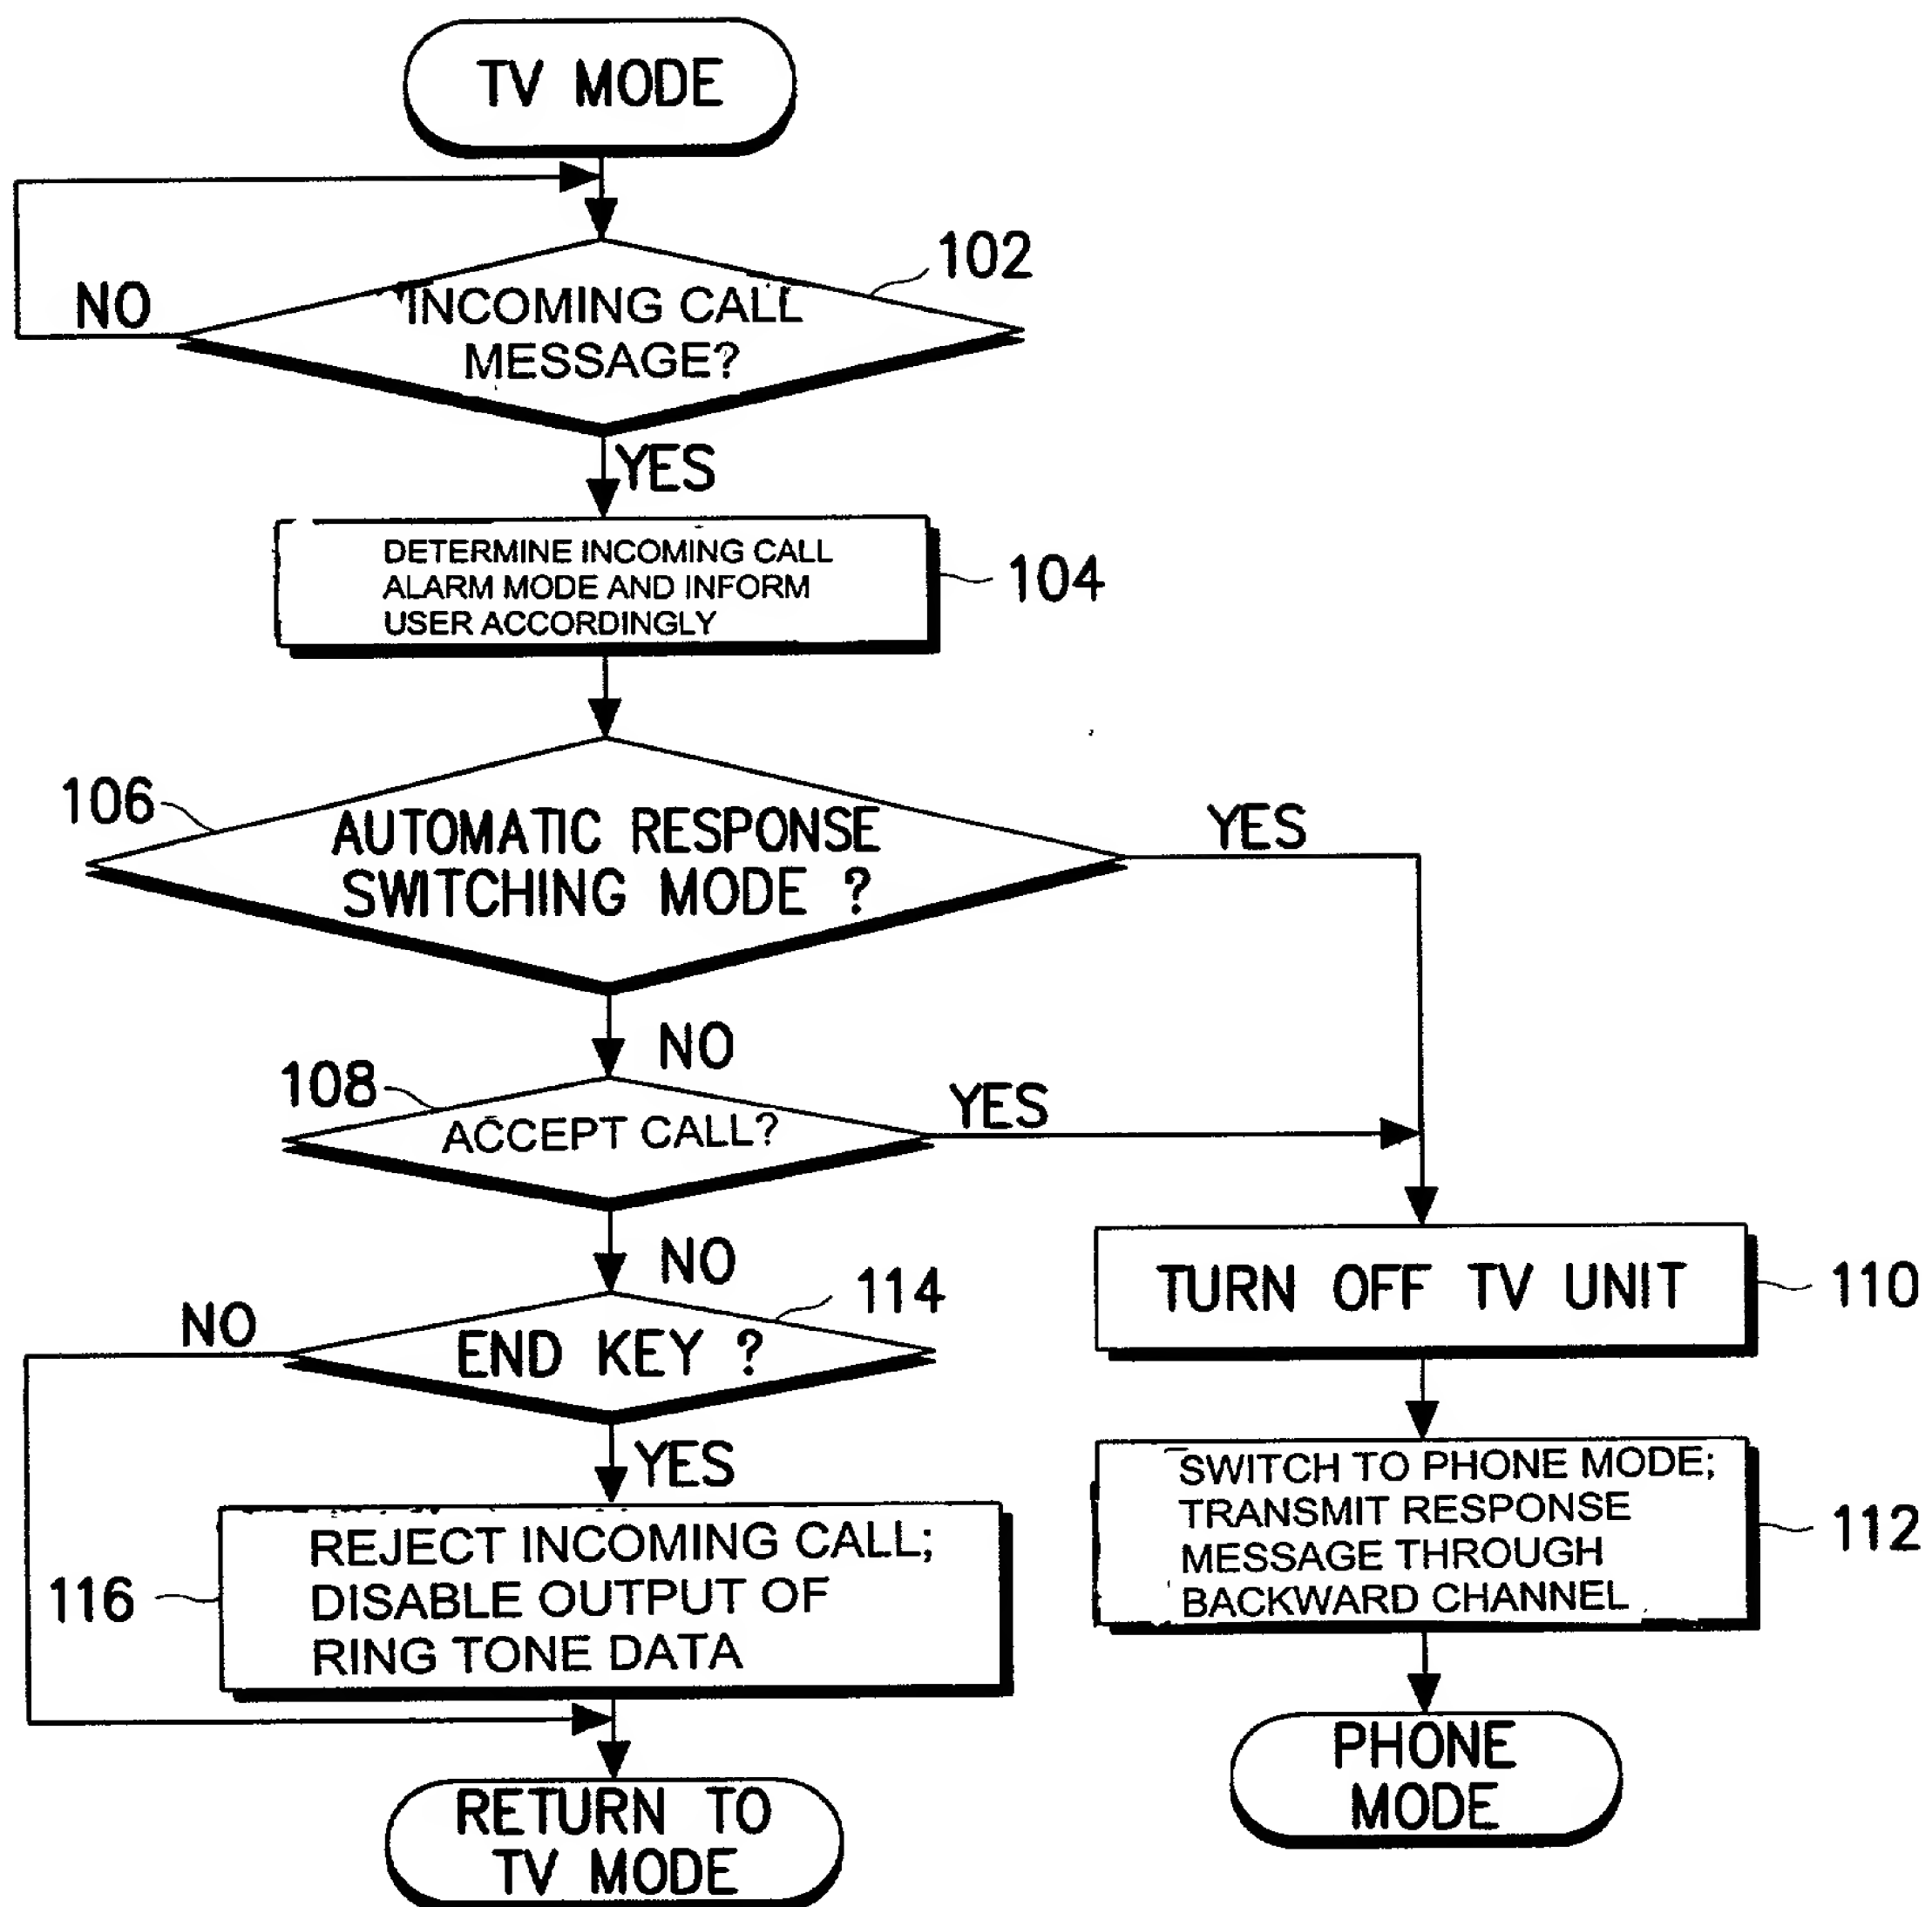 TV MODE
102
NO
INCOMING CALL
MESSAGE?
YES
DETERMINE INCOMING CALL
ALARM MODE AND INFORM
USER ACCORDINGLY
104
106
AUTOMATIC RESPONSE
SWITCHING MODE ?
YES
NO
108
ACCEPT CALL?
YES
NO
114
NO
END KEY ?
YES
TURN OFF TV UNIT
110
SWITCH TO PHONE MODE;
TRANSMIT RESPONSE
MESSAGE THROUGH
BACKWARD CHANNEL
112
REJECT INCOMING CALL;
DISABLE OUTPUT OF
RING TONE DATA
116
PHONE
MODE
RETURN TO
TV MODE